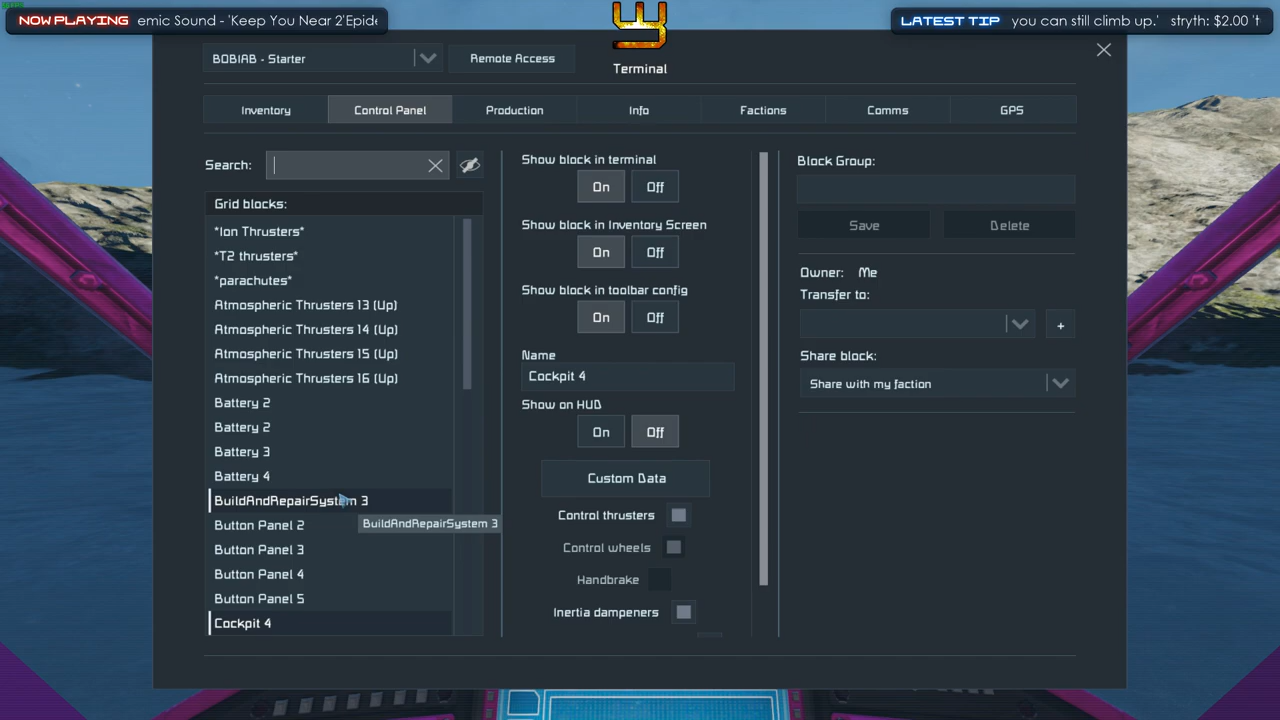 NOW PLAYING emic Sound - 'Keep You Near 2'Epide
LATEST TIP you can still climb up.' stryth: $2.00 't
BOBIAB - Starter
Remote Access
Terminal
Inventory
Control Panel
Production
Info
Factions
Comms
GPS
Search:
Grid blocks:
*Ion Thrusters*
*T2 thrusters*
*parachutes*
Atmospheric Thrusters 13 (Up)
Atmospheric Thrusters 14 (Up)
Atmospheric Thrusters 15 (Up)
Atmospheric Thrusters 16 (Up)
Battery 2
Battery 2
Battery 3
Battery 4
BuildAndRepairSystem 3
BuildAndRepairSystem 3
Button Panel 2
Button Panel 3
Button Panel 4
Button Panel 5
Cockpit 4
Show block in terminal
On Off
Show block in Inventory Screen
On Off
Show block in toolbar config
On Off
Name
Cockpit 4
Show on HUD
On Off
Custom Data
Control thrusters
Control wheels
Handbrake
Inertia dampeners
Block Group:
Save Delete
Owner: Me
Transfer to:
+
Share block:
Share with my faction